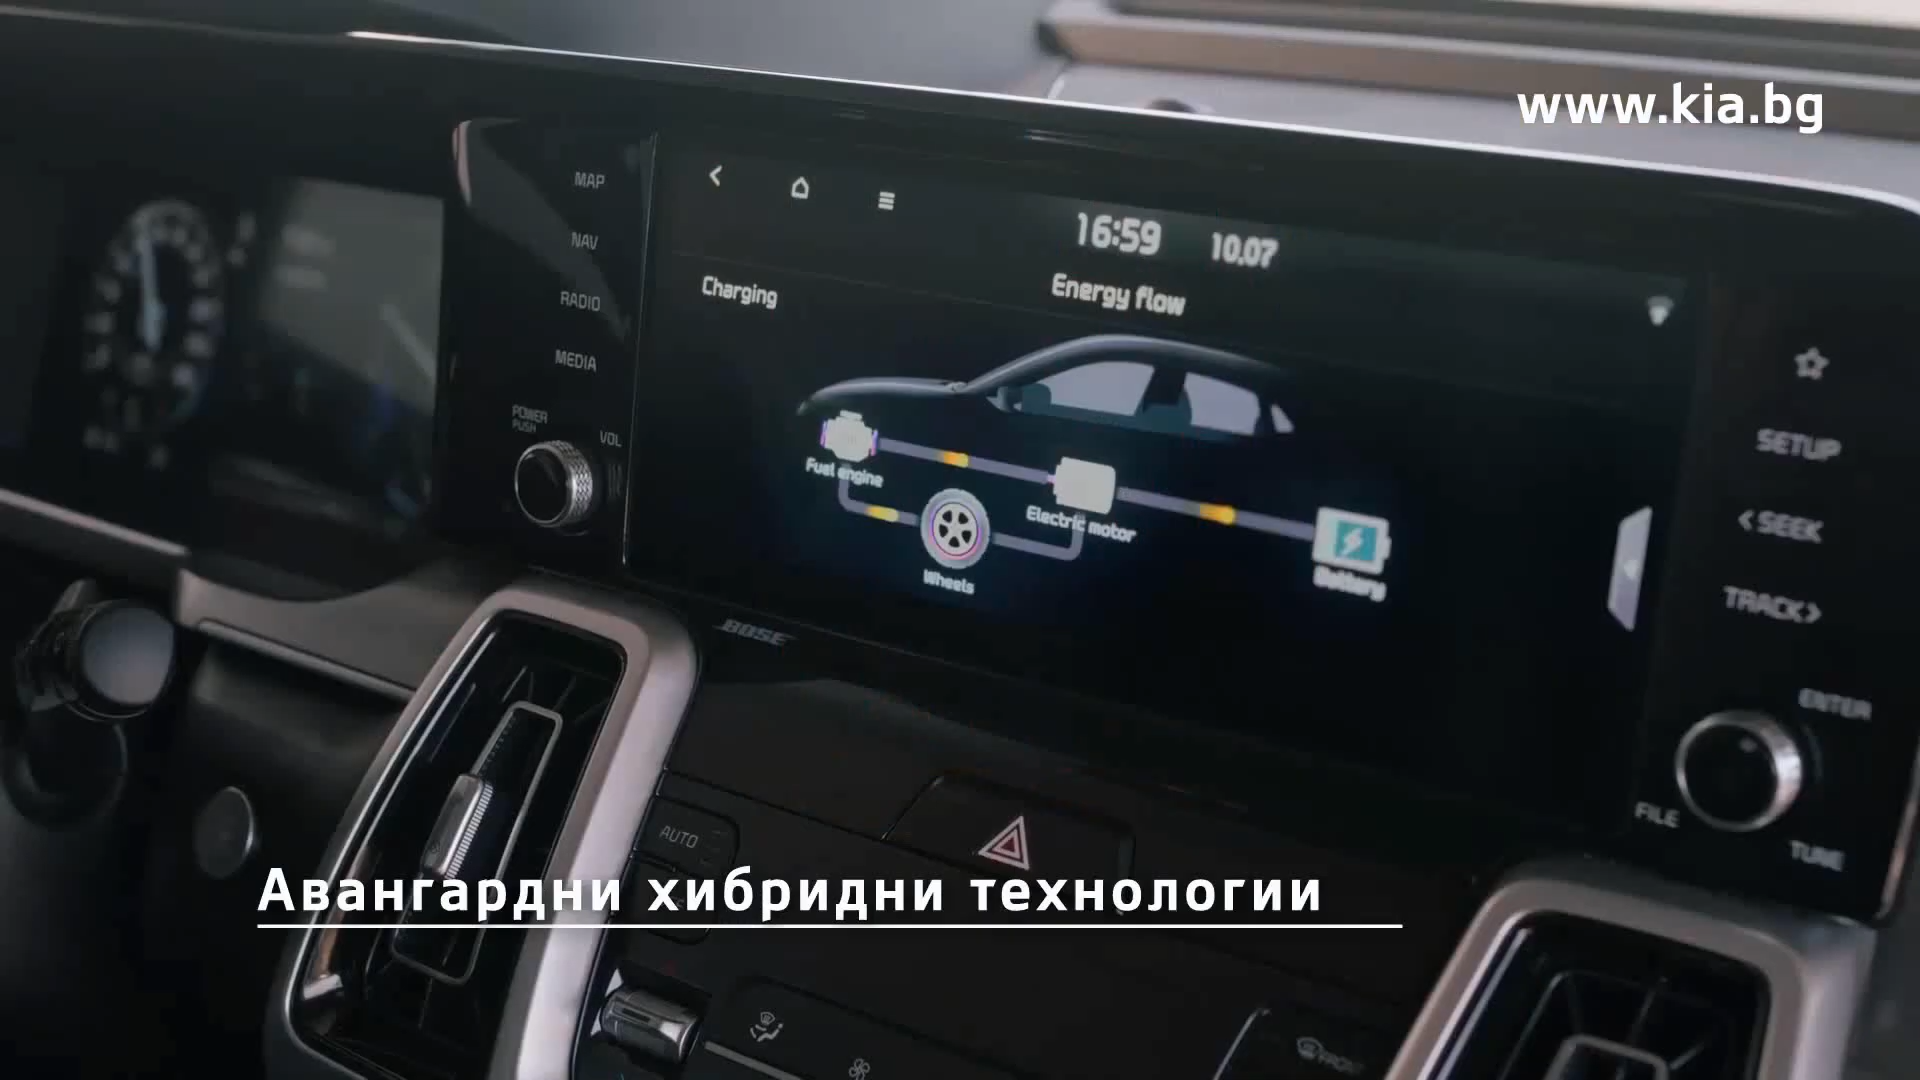 www.kia.bg
MAP
NAV
RADIO
MEDIA
POWER
PUSH
VOL
16:59 10.07
Charging
Energy flow
Fuel engine
Electric motor
Wheels
Battery
BOSE
SETUP
< SEEK
TRACK >
ENTER
FILE
TUNE
AUTO
Авангардни хибридни технологии
FRONT